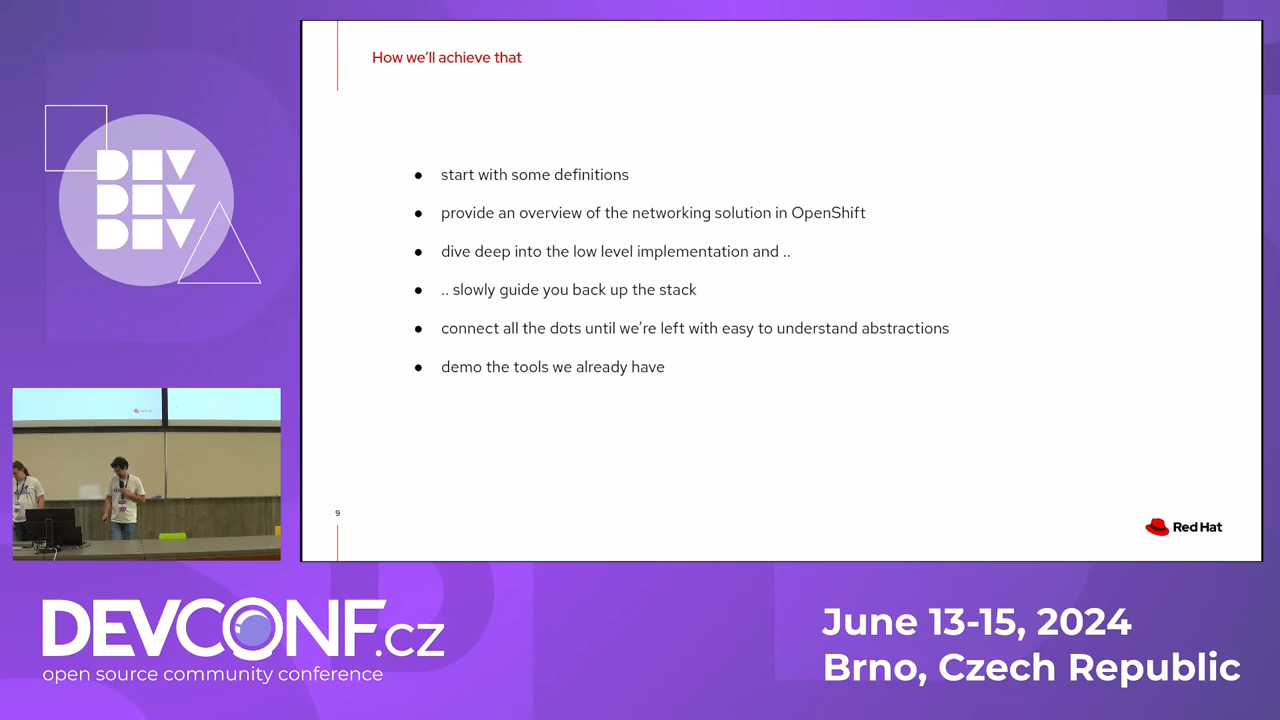 How we'll achieve that
● start with some definitions
● provide an overview of the networking solution in OpenShift
● dive deep into the low level implementation and ..
● .. slowly guide you back up the stack
● connect all the dots until we're left with easy to understand abstractions
● demo the tools we already have
9
Red Hat
DEV
DEV
DEV
DEVCONF.cz
open source community conference
June 13-15, 2024
Brno, Czech Republic